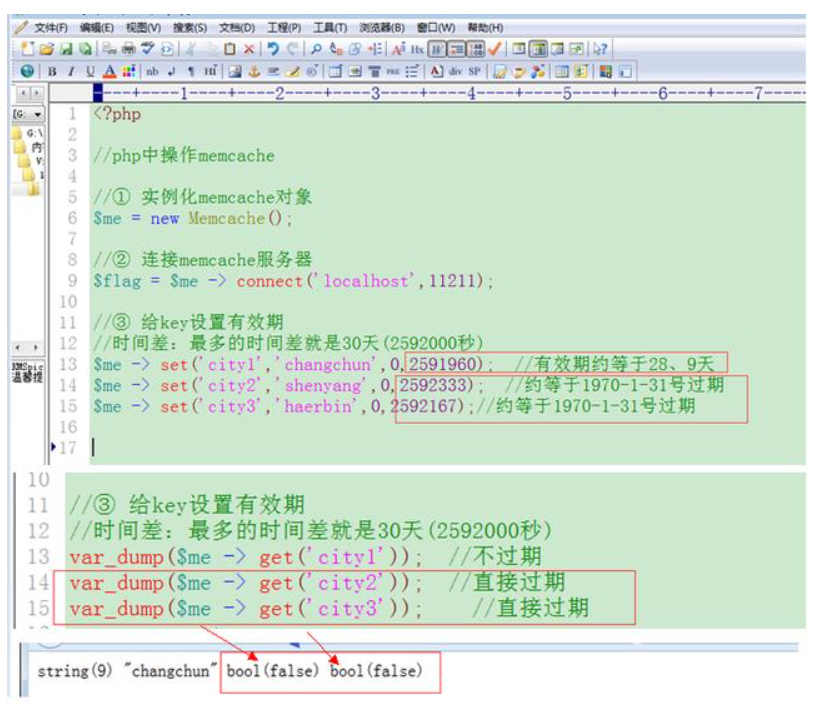 文件(F) 编辑(E) 视图(V) 搜索(S) 文档(D) 工程(P) 工具(T) 浏览器(B) 窗口(W) 帮助(H)
B I U A nb ¶ HI div SP
----+----1----+----2----+----3----+----4----+----5----+----6----+----7----
[G:
G:\
1 <?php
2
3 //php中操作memcache
4
5 //① 实例化memcache对象
6 $me = new Memcache();
7
8 //② 连接memcache服务器
9 $flag = $me -> connect('localhost',11211);
10
11 //③ 给key设置有效期
12 //时间差: 最多的时间差就是30天(2592000秒)
13 $me -> set('city1','changchun',0,2591960); //有效期约等于28、9天
14 $me -> set('city2','shenyang',0,2592333); //约等于1970-1-31号过期
15 $me -> set('city3','haerbin',0,2592167);//约等于1970-1-31号过期
16
17
10
11 //③ 给key设置有效期
12 //时间差: 最多的时间差就是30天(2592000秒)
13 var_dump($me -> get('city1')); //不过期
14 var_dump($me -> get('city2')); //直接过期
15 var_dump($me -> get('city3')); //直接过期
string(9) "changchun" bool(false) bool(false)